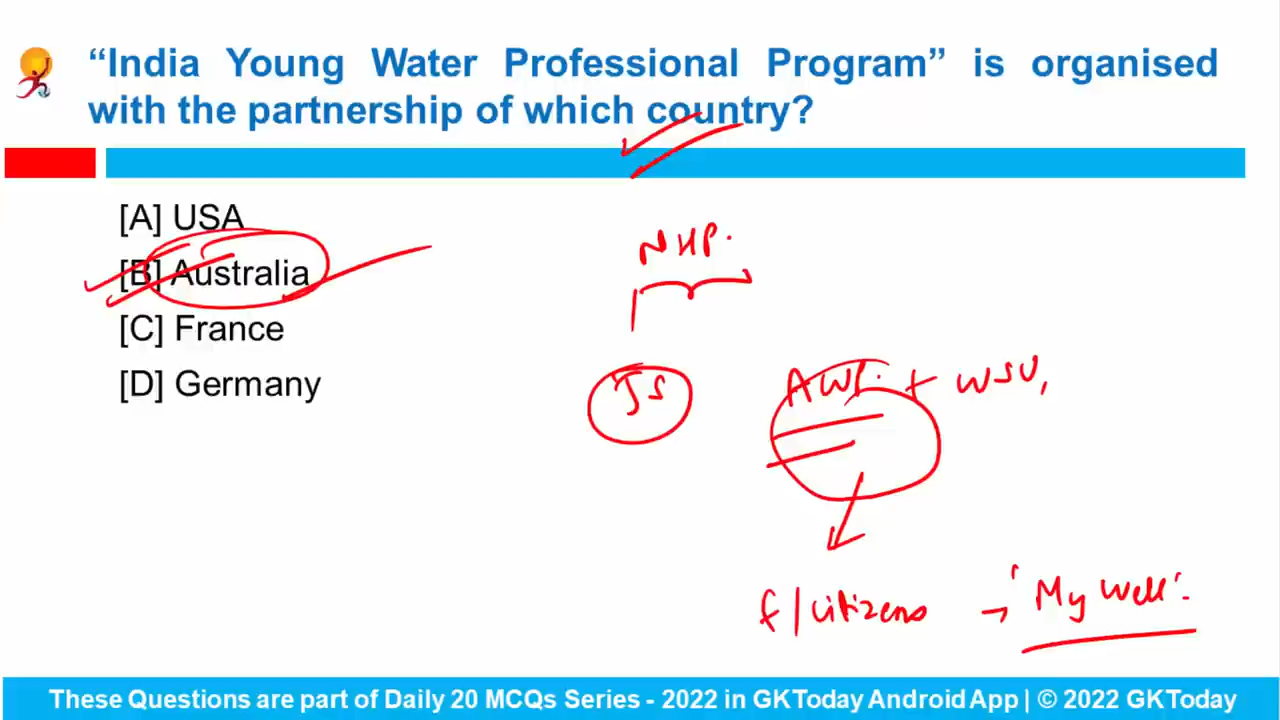 “India Young Water Professional Program” is organised
with the partnership of which country?
[A] USA
[B] Australia
[C] France
[D] Germany
NHP.
JS
AWP. + WSU,
f/citizens → 'My Well'.
These Questions are part of Daily 20 MCQs Series - 2022 in GKToday Android App | © 2022 GKToday